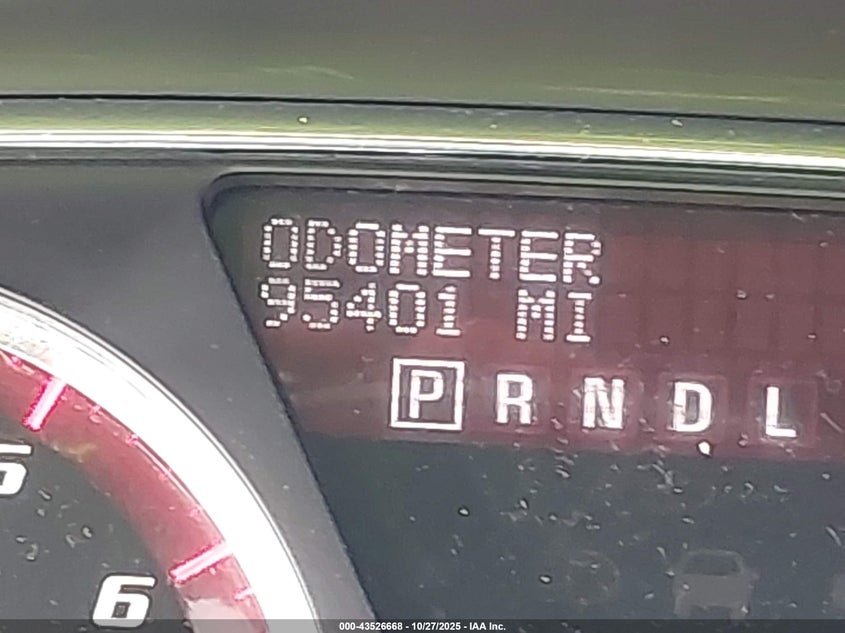 ODOMETER
95401 MI
P R N D L
5
6
000-43526668 - 10/27/2025 - IAA Inc.